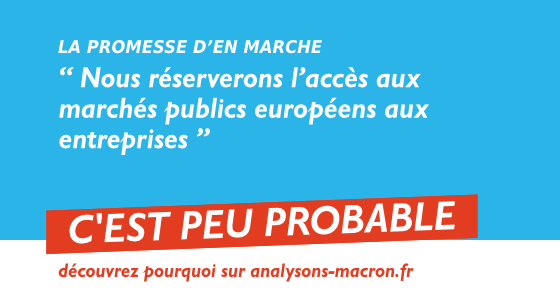 LA PROMESSE D’EN MARCHE
“ Nous réserverons l’accès aux
marchés publics européens aux
entreprises ”
C'EST PEU PROBABLE
découvrez pourquoi sur analysons-macron.fr